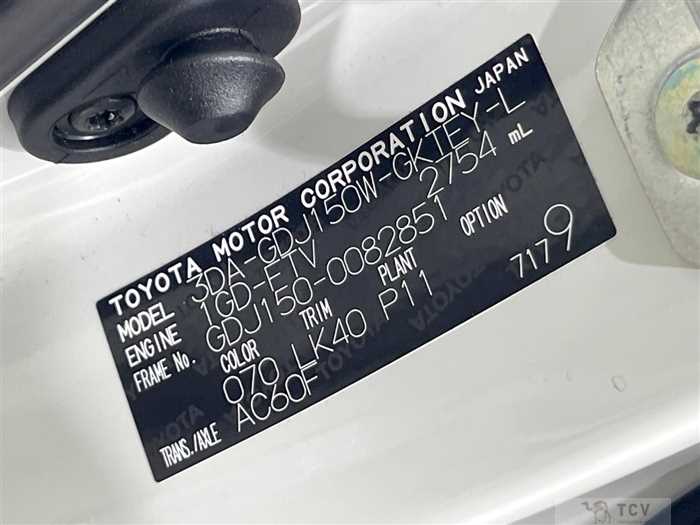 TOYOTA MOTOR CORPORATION JAPAN
MODEL 3DA-GDJ150W-GKTEY-L
ENGINE 1GD-FTV 2754 mL
FRAME No. GDJ150-0082851
COLOR TRIM PLANT OPTION
070 LK40 P11 7179
TRANS./AXLE AC60F
TCV